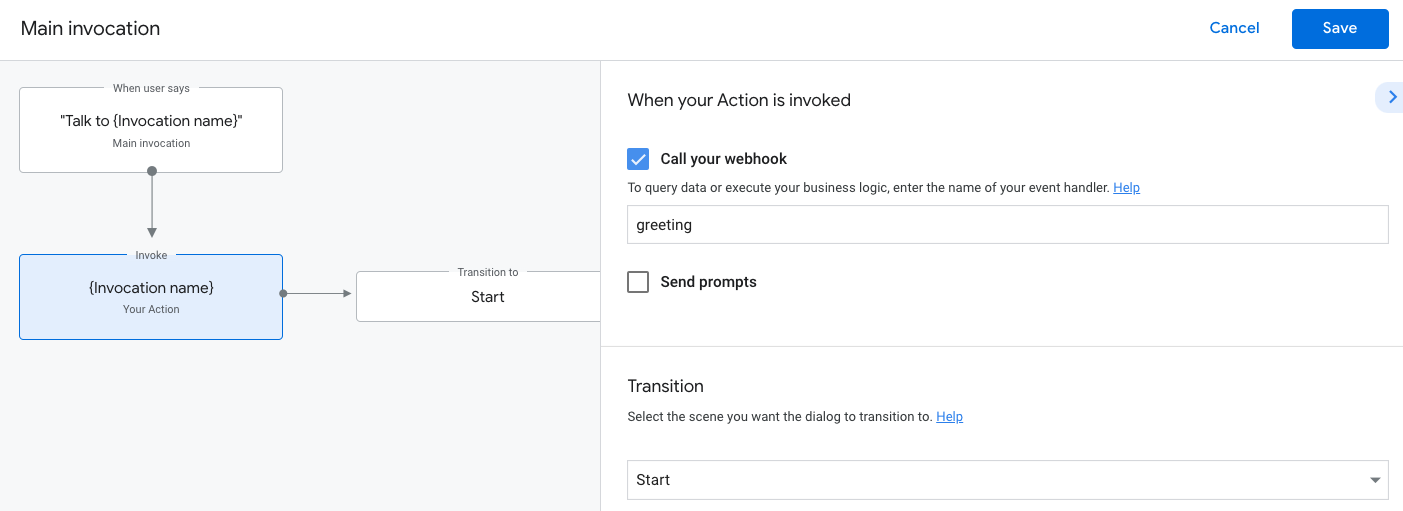 Main invocation
Cancel
Save
When user says
"Talk to {Invocation name}"
Main invocation
Invoke
{Invocation name}
Your Action
Transition to
Start
When your Action is invoked
Call your webhook
To query data or execute your business logic, enter the name of your event handler. Help
greeting
Send prompts
Transition
Select the scene you want the dialog to transition to. Help
Start